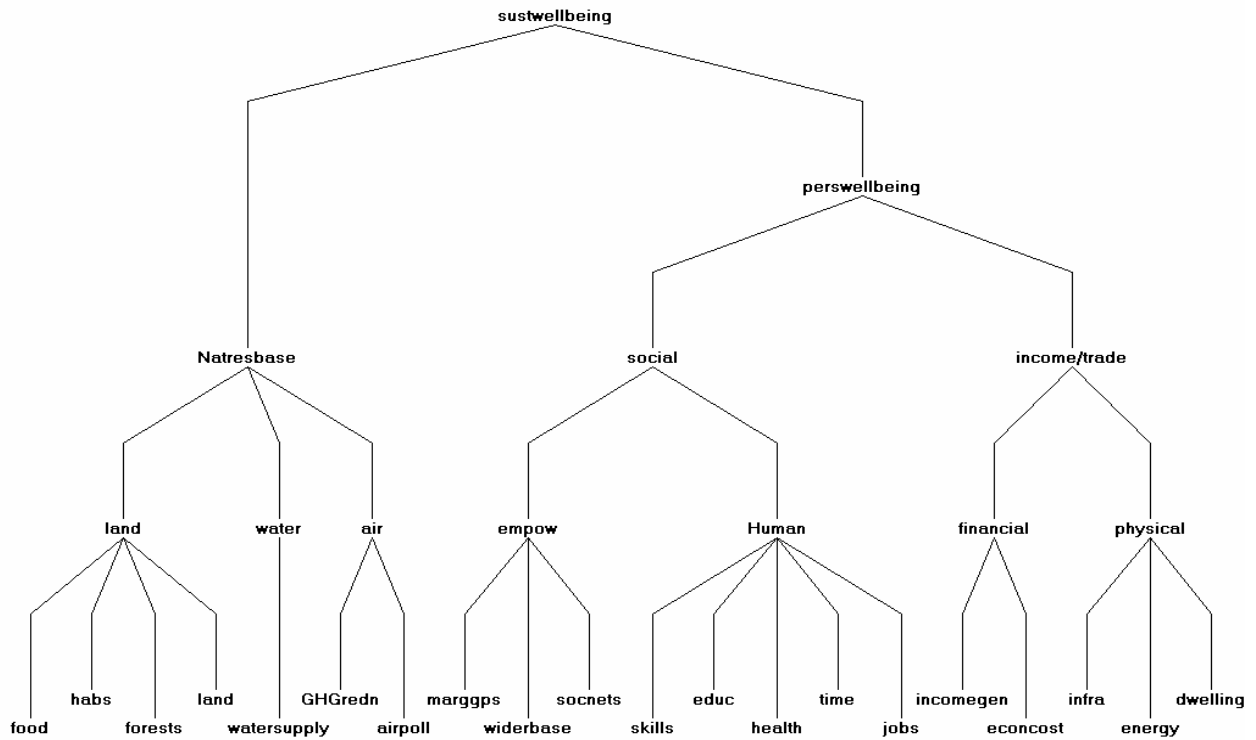 sustwellbeing
perswellbeing
Natresbase social income/trade
land water air empow Human financial physical
habs land GHGredn marggps socnets educ time incomegen infra dwelling
food forests watersupply airpoll widerbase skills health jobs econcost energy